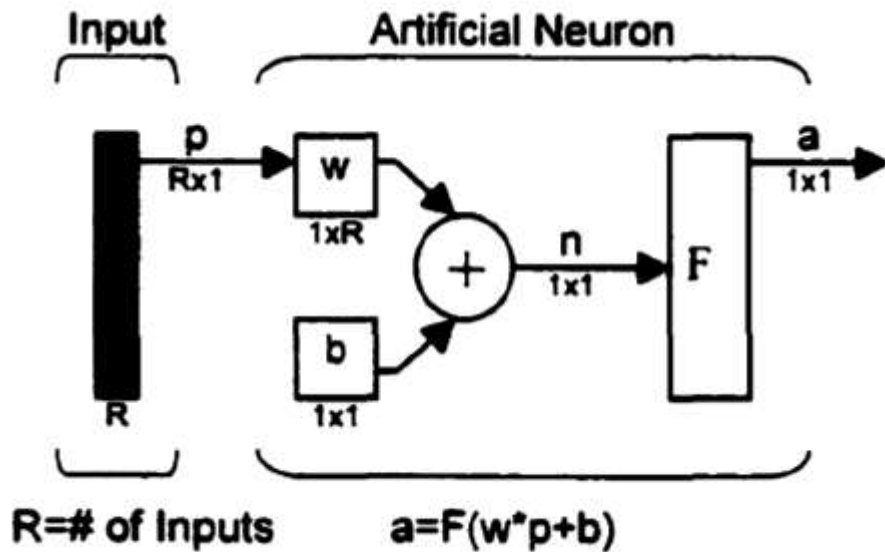 Input
Artificial Neuron
p
Rx1
w
1xR
+
b
1x1
n
1x1
F
a
1x1
R
R=# of Inputs
a=F(w*p+b)